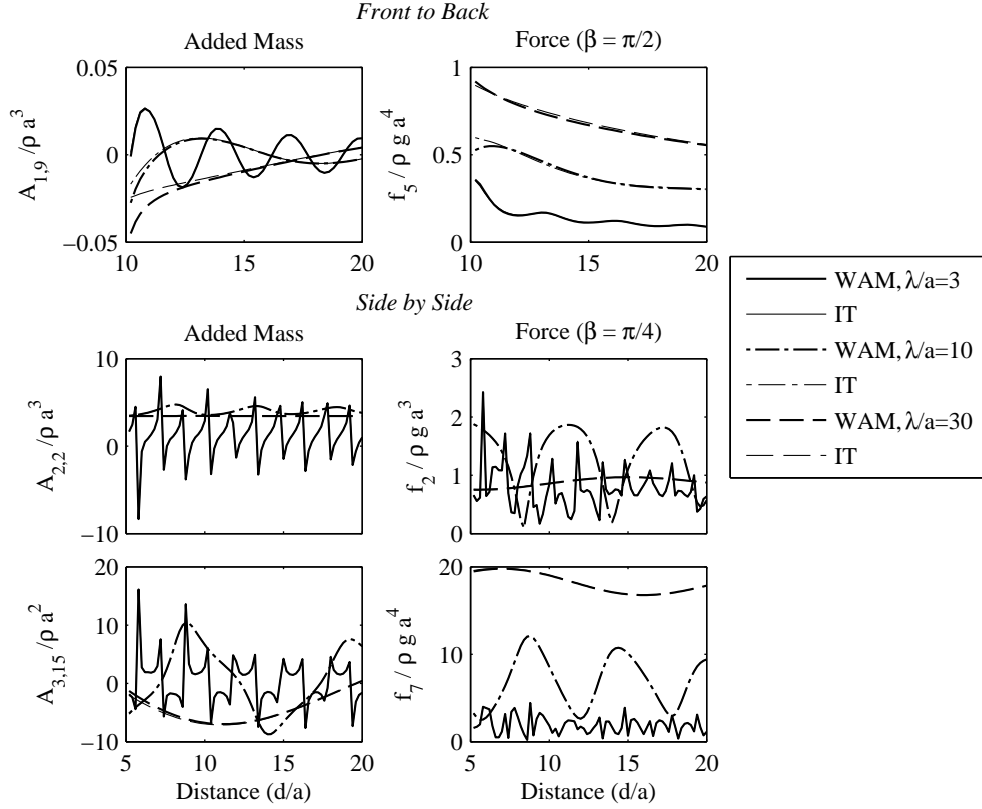 Front to Back
Added Mass
Force (β = π/2)
A1,9 /ρ a3
0.05
0
−0.05
10 15 20
f5 / ρ g a4
1
0.5
0
10 15 20
Side by Side
Added Mass
Force (β = π/4)
A2,2 /ρ a3
10
0
−10
f2 / ρ g a3
3
2
1
0
A3,15 /ρ a2
20
10
0
−10
5 10 15 20
Distance (d/a)
f7 / ρ g a4
20
10
0
5 10 15 20
Distance (d/a)
WAM, λ/a=3
IT
WAM, λ/a=10
IT
WAM, λ/a=30
IT